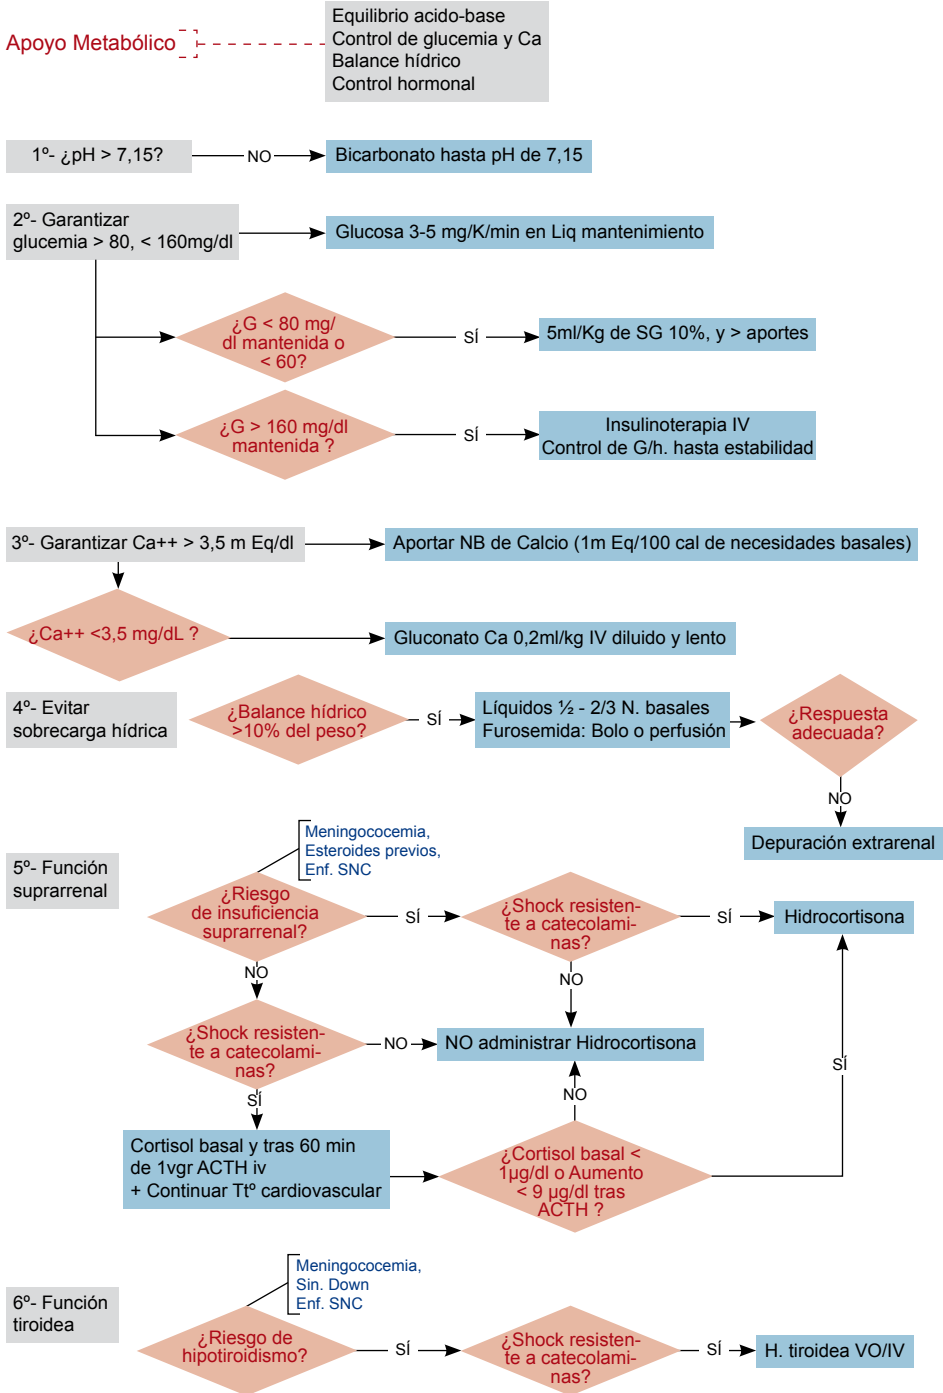 Apoyo Metabólico
Equilibrio acido-base
Control de glucemia y Ca
Balance hídrico
Control hormonal
1º- ¿pH > 7,15?
NO
Bicarbonato hasta pH de 7,15
2º- Garantizar
glucemia > 80, < 160mg/dl
Glucosa 3-5 mg/K/min en Liq mantenimiento
¿G < 80 mg/
dl mantenida o
< 60?
SÍ
5ml/Kg de SG 10%, y > aportes
¿G > 160 mg/dl
mantenida ?
SÍ
Insulinoterapia IV
Control de G/h. hasta estabilidad
3º- Garantizar Ca++ > 3,5 m Eq/dl
Aportar NB de Calcio (1m Eq/100 cal de necesidades basales)
¿Ca++ <3,5 mg/dL ?
Gluconato Ca 0,2ml/kg IV diluido y lento
4º- Evitar
sobrecarga hídrica
¿Balance hídrico
>10% del peso?
SÍ
Líquidos ½ - 2/3 N. basales
Furosemida: Bolo o perfusión
¿Respuesta
adecuada?
NO
Depuración extrarenal
5º- Función
suprarrenal
Meningococemia,
Esteroides previos,
Enf. SNC
¿Riesgo
de insuficiencia
suprarrenal?
SÍ
¿Shock resisten-
te a catecolami-
nas?
SÍ
Hidrocortisona
NO
NO
¿Shock resisten-
te a catecolami-
nas?
NO
NO administrar Hidrocortisona
SÍ
NO
SÍ
Cortisol basal y tras 60 min
de 1vgr ACTH iv
+ Continuar Ttº cardiovascular
¿Cortisol basal <
1µg/dl o Aumento
< 9 µg/dl tras
ACTH ?
6º- Función
tiroidea
Meningococemia,
Sin. Down
Enf. SNC
¿Riesgo de
hipotiroidismo?
SÍ
¿Shock resisten-
te a catecolami-
nas?
SÍ
H. tiroidea VO/IV